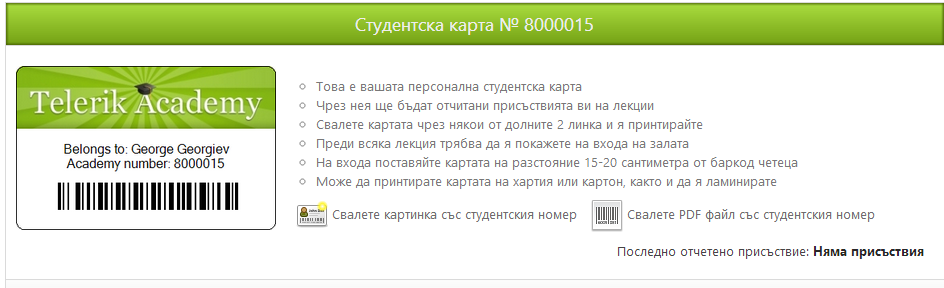 Студентска карта № 8000015
Telerik Academy
Belongs to: George Georgiev
Academy number: 8000015
Това е вашата персонална студентска карта
Чрез нея ще бъдат отчитани присъствията ви на лекции
Свалете картата чрез някои от долните 2 линка и я принтирайте
Преди всяка лекция трябва да я покажете на входа на залата
На входа поставяйте картата на разстояние 15-20 сантиметра от баркод четеца
Може да принтирате картата на хартия или картон, както и да я ламинирате
Свалете картинка със студентския номер
Свалете PDF файл със студентския номер
Последно отчетено присъствие: Няма присъствия